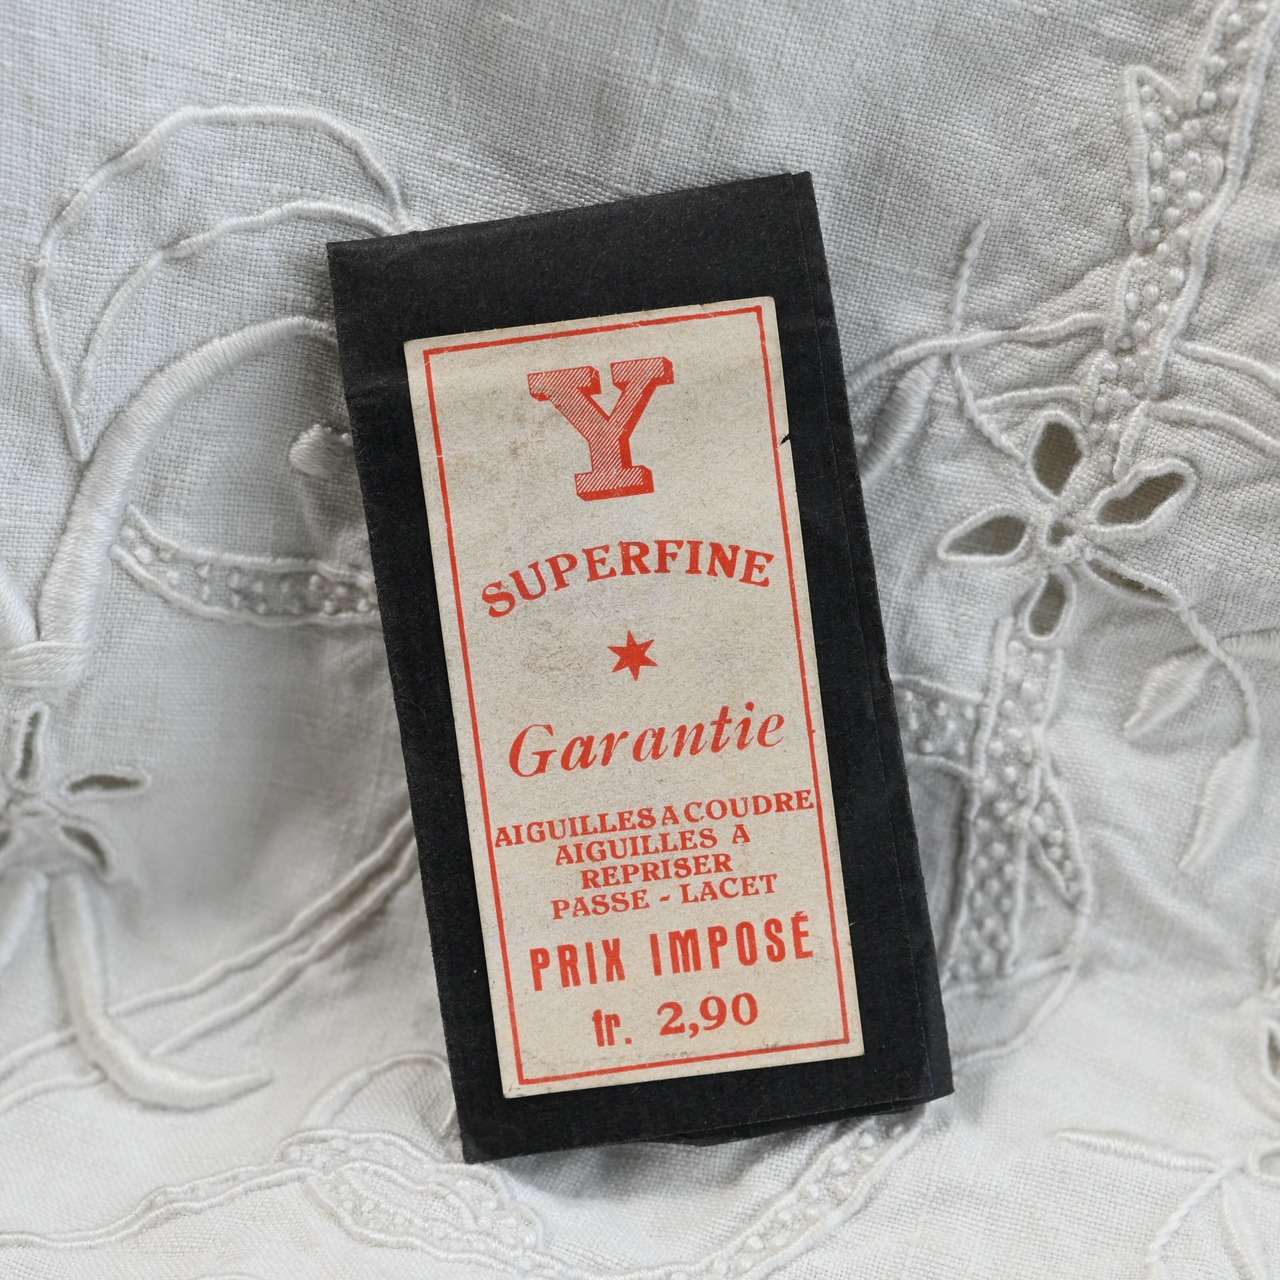 Y
SUPERFINE
Garantie
AIGUILLES A COUDRE
AIGUILLES A
REPRISER
PASSE - LACET
PRIX IMPOSÉ
fr. 2,90